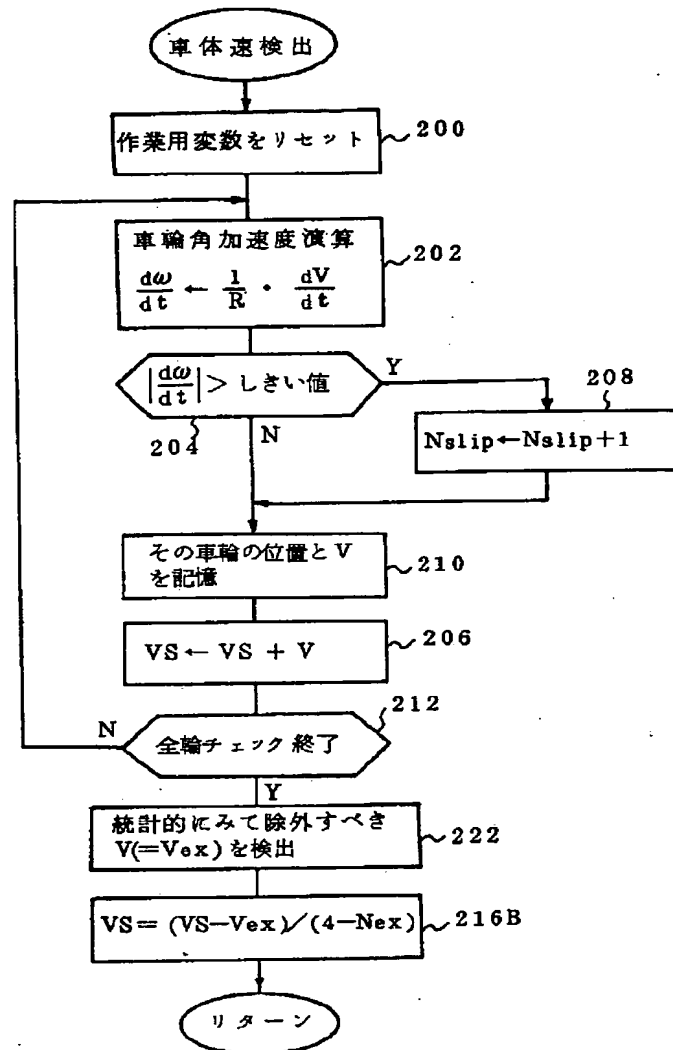 車体速検出
作業用変数をリセット
200
車輪角加速度演算
dω/dt ← 1/R · dV/dt
202
|dω/dt| > しきい値
Y
204
N
208
Nslip←Nslip+1
その車輪の位置とV
を記憶
210
VS← VS + V
206
N
212
全輪チェック終了
Y
統計的にみて除外すべき
V(=Vex)を検出
222
VS= (VS−Vex)/(4−Nex)
216B
リターン